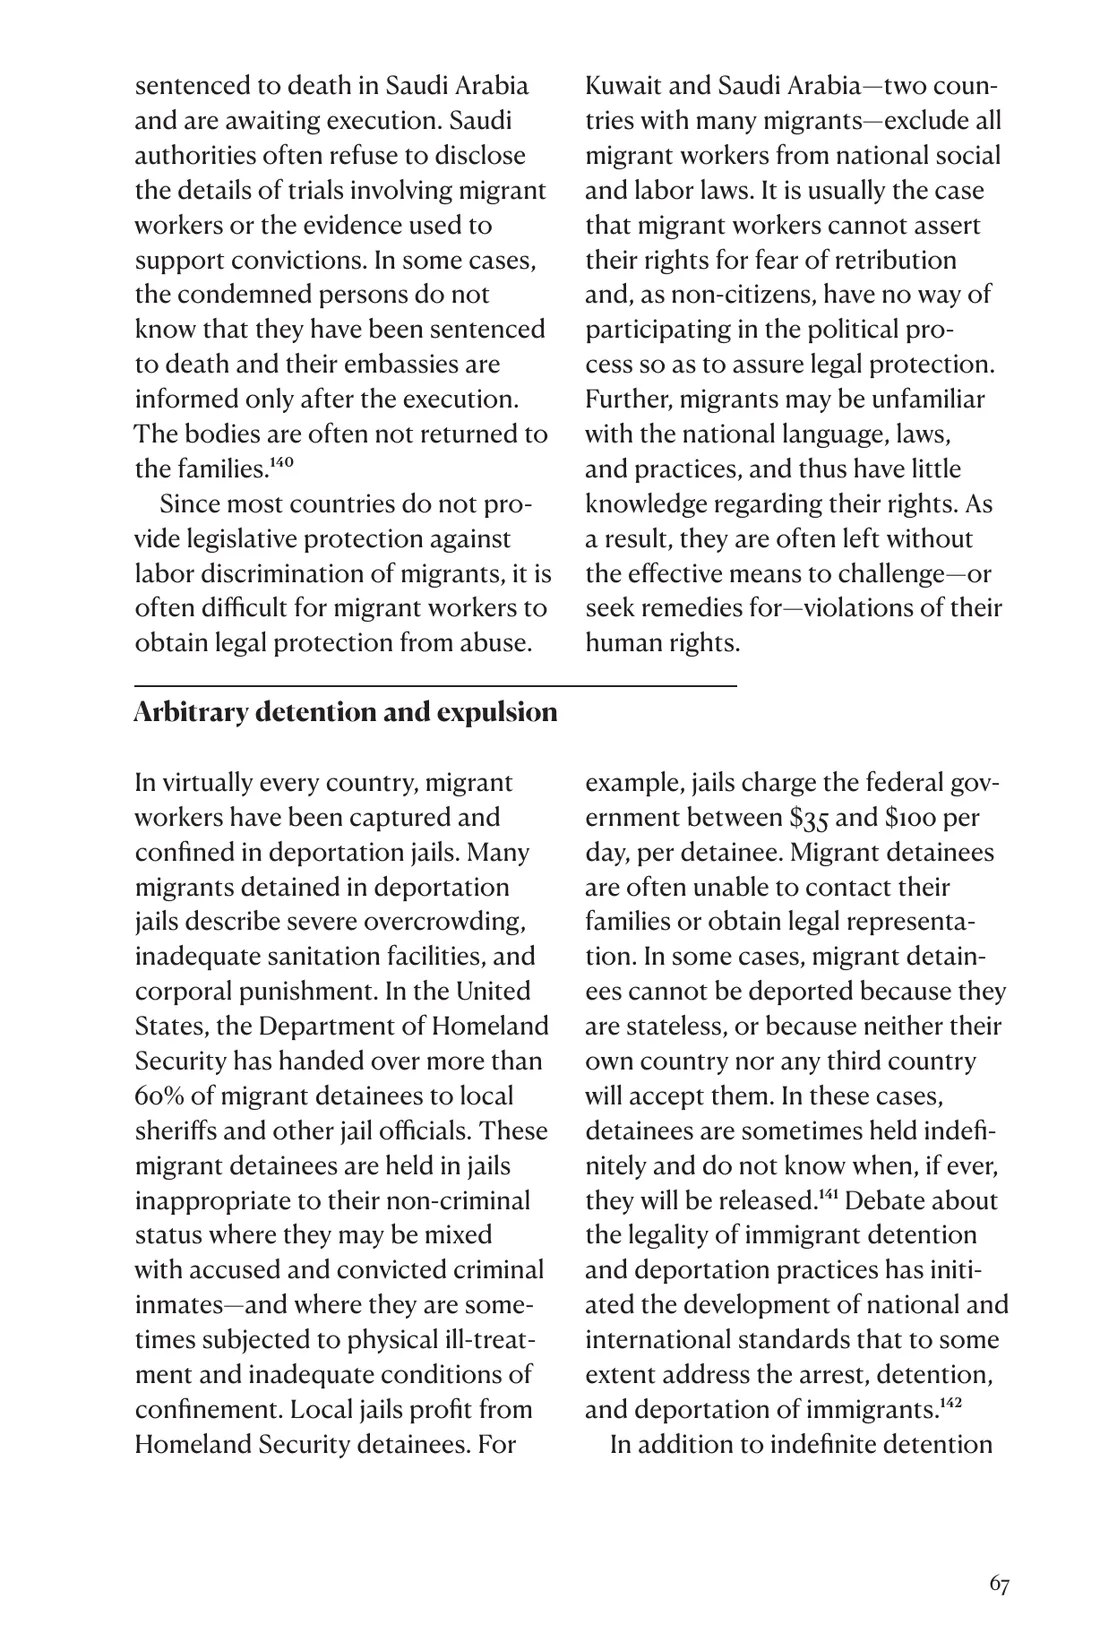 sentenced to death in Saudi Arabia
and are awaiting execution. Saudi
authorities often refuse to disclose
the details of trials involving migrant
workers or the evidence used to
support convictions. In some cases,
the condemned persons do not
know that they have been sentenced
to death and their embassies are
informed only after the execution.
The bodies are often not returned to
the families.¹⁴⁰
Since most countries do not pro-
vide legislative protection against
labor discrimination of migrants, it is
often difficult for migrant workers to
obtain legal protection from abuse.
Kuwait and Saudi Arabia—two coun-
tries with many migrants—exclude all
migrant workers from national social
and labor laws. It is usually the case
that migrant workers cannot assert
their rights for fear of retribution
and, as non-citizens, have no way of
participating in the political pro-
cess so as to assure legal protection.
Further, migrants may be unfamiliar
with the national language, laws,
and practices, and thus have little
knowledge regarding their rights. As
a result, they are often left without
the effective means to challenge—or
seek remedies for—violations of their
human rights.
Arbitrary detention and expulsion
In virtually every country, migrant
workers have been captured and
confined in deportation jails. Many
migrants detained in deportation
jails describe severe overcrowding,
inadequate sanitation facilities, and
corporal punishment. In the United
States, the Department of Homeland
Security has handed over more than
60% of migrant detainees to local
sheriffs and other jail officials. These
migrant detainees are held in jails
inappropriate to their non-criminal
status where they may be mixed
with accused and convicted criminal
inmates—and where they are some-
times subjected to physical ill-treat-
ment and inadequate conditions of
confinement. Local jails profit from
Homeland Security detainees. For
example, jails charge the federal gov-
ernment between $35 and $100 per
day, per detainee. Migrant detainees
are often unable to contact their
families or obtain legal representa-
tion. In some cases, migrant detain-
ees cannot be deported because they
are stateless, or because neither their
own country nor any third country
will accept them. In these cases,
detainees are sometimes held indefi-
nitely and do not know when, if ever,
they will be released.¹⁴¹ Debate about
the legality of immigrant detention
and deportation practices has initi-
ated the development of national and
international standards that to some
extent address the arrest, detention,
and deportation of immigrants.¹⁴²
In addition to indefinite detention
67